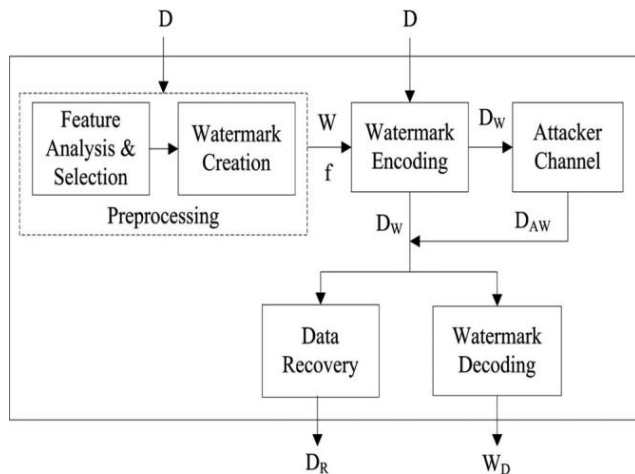 D
D
Feature
Analysis &
Selection
Watermark
Creation
Preprocessing
W
f
Watermark
Encoding
D_W
Attacker
Channel
D_W
D_AW
Data
Recovery
Watermark
Decoding
D_R
W_D